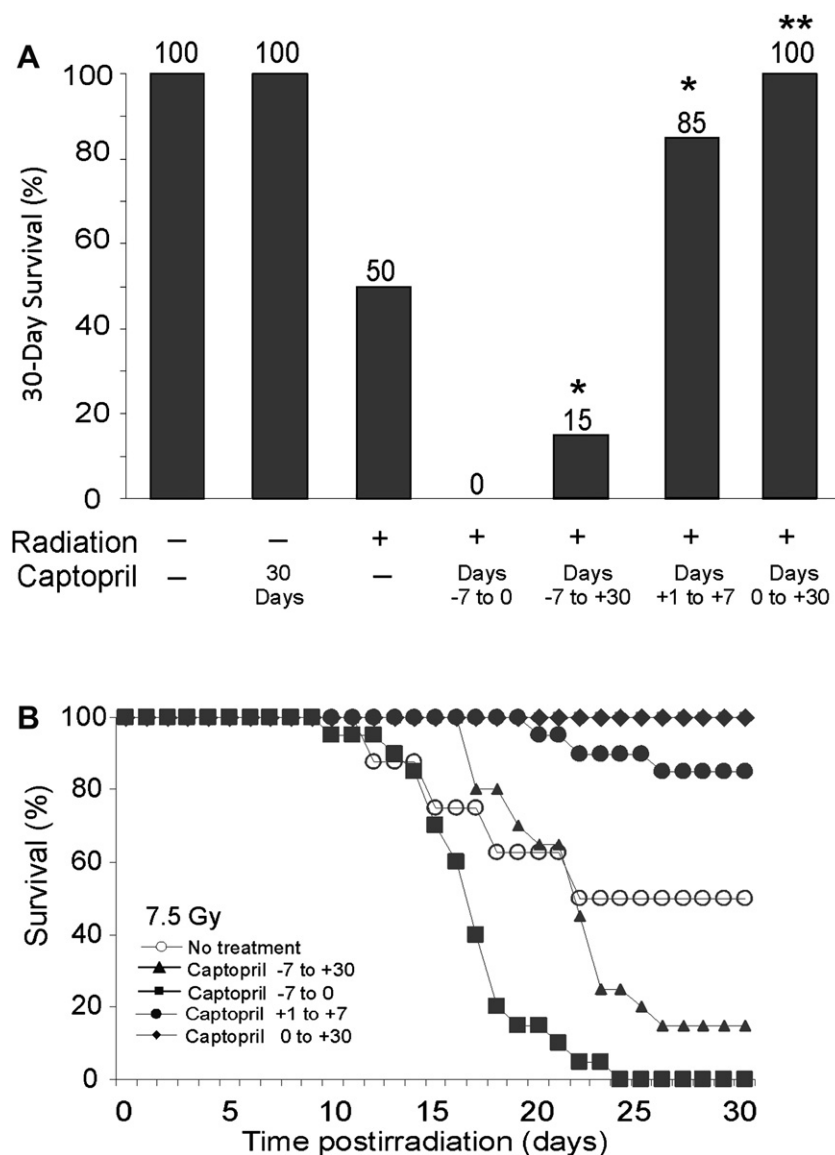 A
30-Day Survival (%)
100
80
60
40
20
0
100
100
50
0
*
15
*
85
**
100
Radiation − − + + + + +
Captopril − 30 Days − Days -7 to 0 Days -7 to +30 Days +1 to +7 Days 0 to +30
B
Survival (%)
100
80
60
40
20
0
7.5 Gy
No treatment
Captopril -7 to +30
Captopril -7 to 0
Captopril +1 to +7
Captopril 0 to +30
0 5 10 15 20 25 30
Time postirradiation (days)